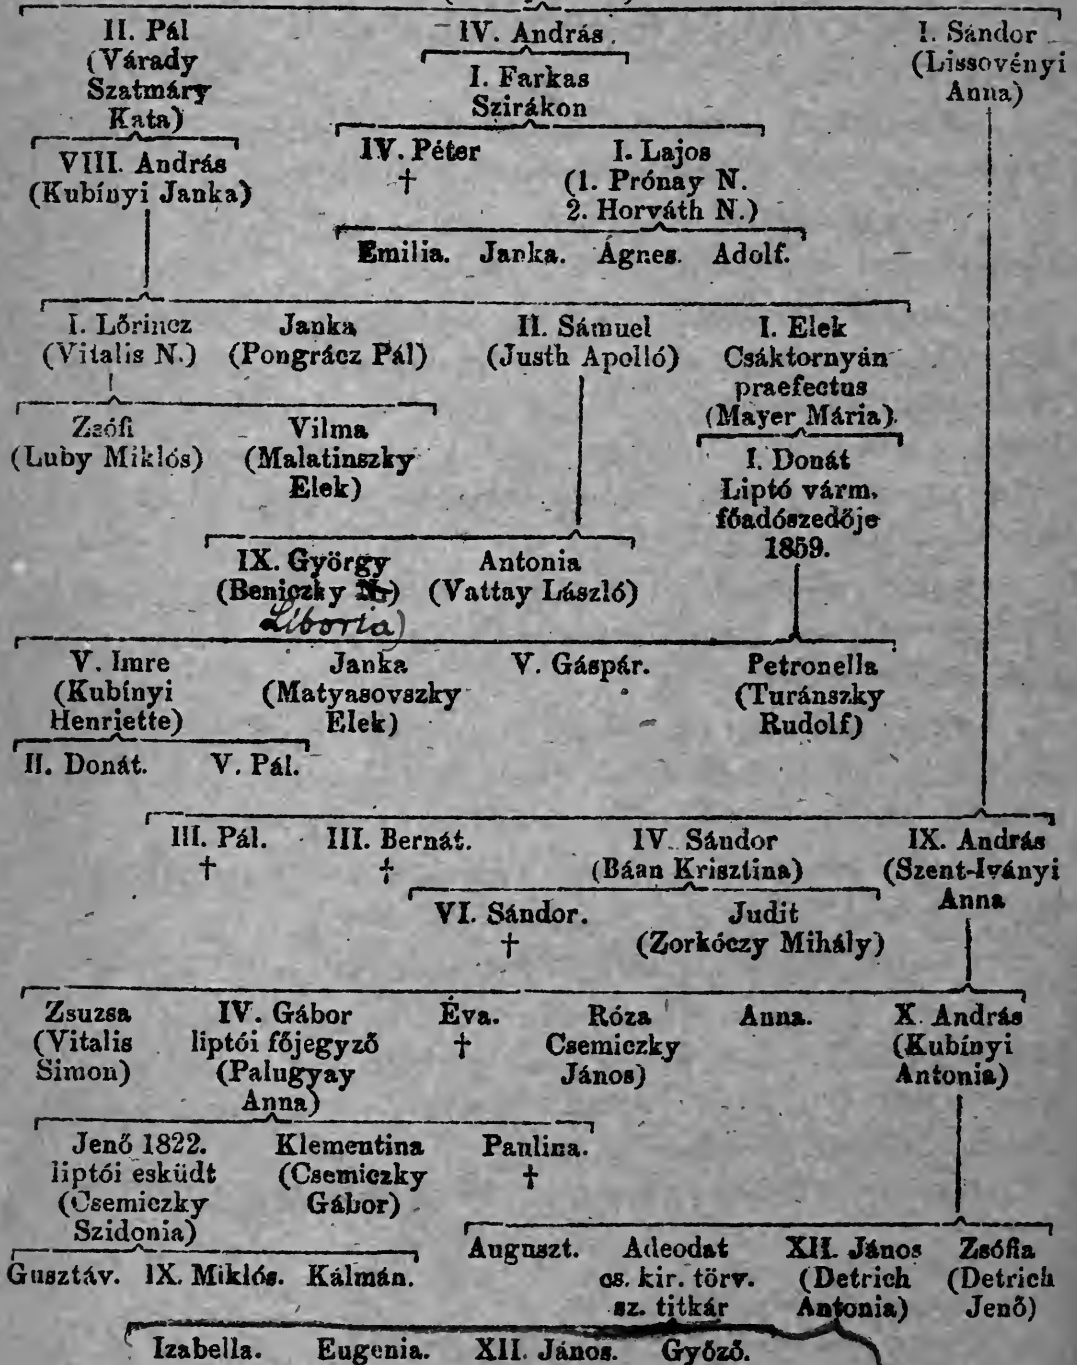 II. Pál IV. András. I. Sándor
(Várady (Lissovényi
Szatmáry I. Farkas Anna)
Kata) Szirákon
VIII. András IV. Péter I. Lajos
(Kubínyi Janka) † (1. Prónay N.
2. Horváth N.)
Emilia. Janka. Ágnes. Adolf.
I. Lőrincz Janka II. Sámuel I. Elek
(Vitalis N.) (Pongrácz Pál) (Justh Apolló) Csáktornyán
praefectus
(Mayer Mária).
Zsófi Vilma I. Donát
(Luby Miklós) (Malatinszky Liptó várm.
Elek) főadószedője
1859.
IX. György Antonia
(Beniczky N.) (Vattay László)
Liboria)
V. Imre Janka V. Gáspár. Petronella
(Kubínyi (Matyasovszky (Turánszky
Henriette) Elek) Rudolf)
II. Donát. V. Pál.
III. Pál. III. Bernát. IV. Sándor IX. András
† † (Báan Krisztina) (Szent-Iványi
Anna
VI. Sándor. Judit
† (Zorkóczy Mihály)
Zsuzsa IV. Gábor Éva. Róza Anna. X. András
(Vitalis liptói főjegyző † Csemiczky (Kubínyi
Simon) (Palugyay János) Antonia)
Anna)
Jenő 1822. Klementina Paulina.
liptói esküdt (Csemiczky †
(Csemiczky Gábor)
Szidonia)
Auguszt. Adeodat XII. János Zsófia
Gusztáv. IX. Miklós. Kálmán. cs. kir. törv. (Detrich (Detrich
sz. titkár Antonia) Jenő)
Izabella. Eugenia. XII. János. Győző.